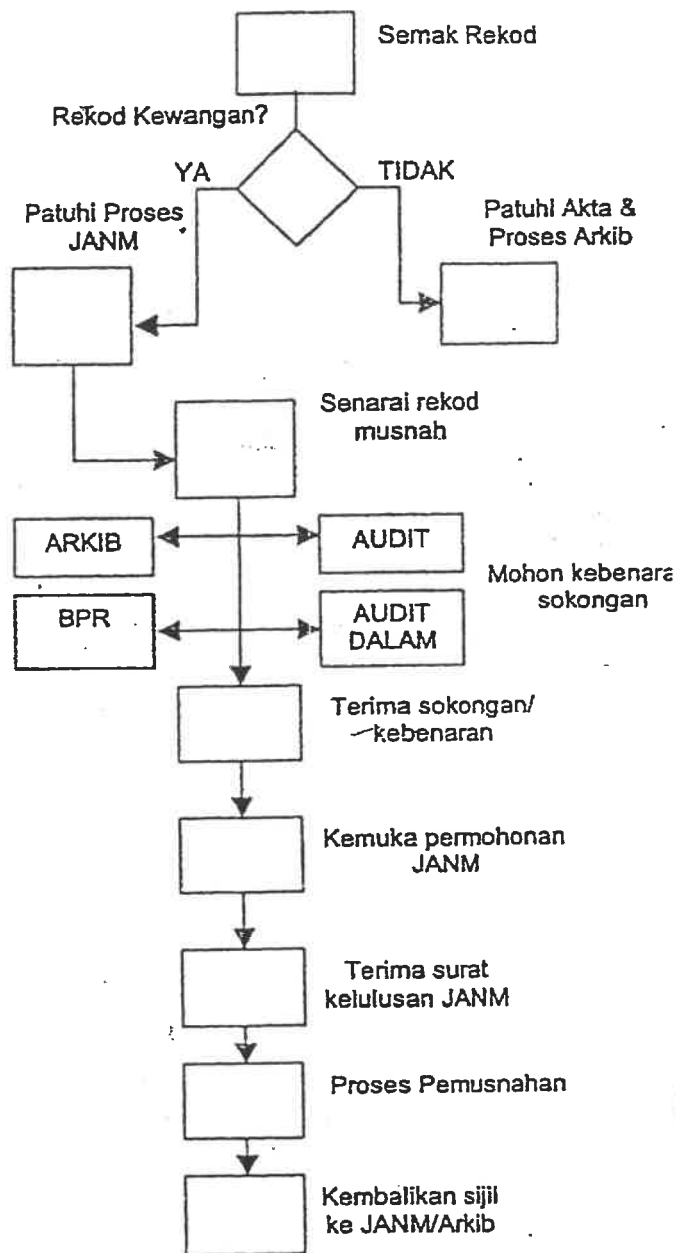 Semak Rekod
Rekod Kewangan?
YA
TIDAK
Patuhi Proses
JANM
Patuhi Akta &
Proses Arkib
Senarai rekod
musnah
ARKIB
AUDIT
Mohon kebenara
sokongan
BPR
AUDIT
DALAM
Terima sokongan/
kebenaran
Kemuka permohonan
JANM
Terima surat
kelulusan JANM
Proses Pemusnahan
Kembalikan sijil
ke JANM/Arkib